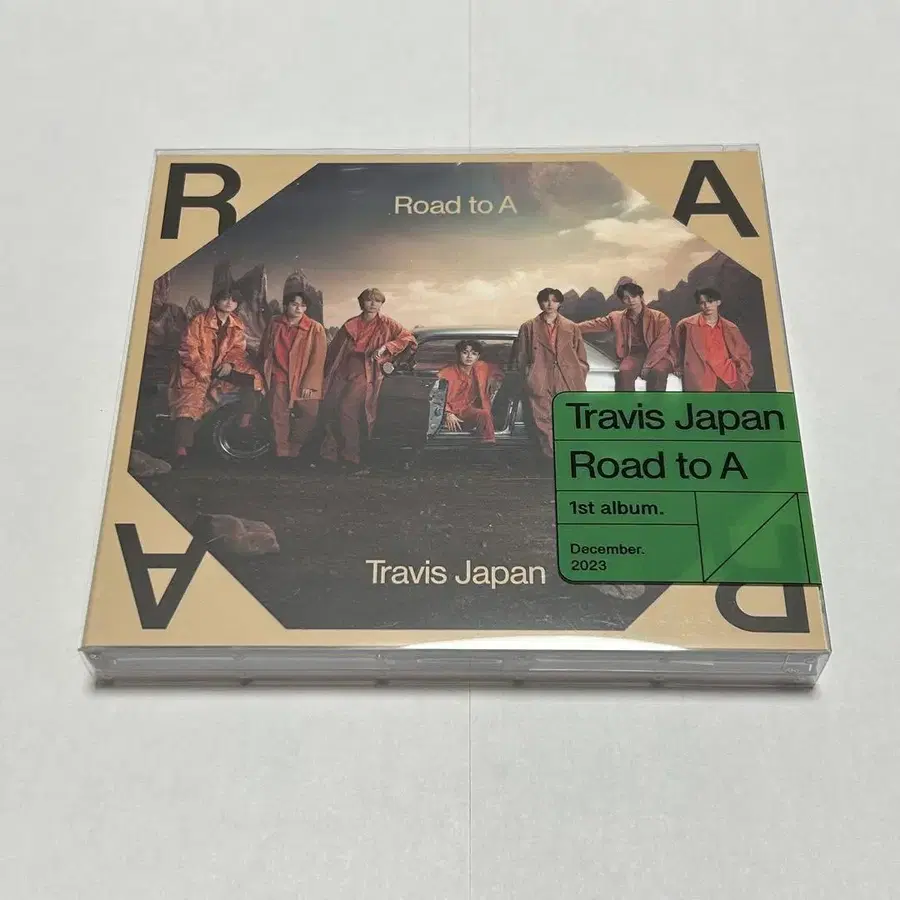 R
A
Road to A
Travis Japan
Road to A
1st album.
December.
2023
Travis Japan
A
R